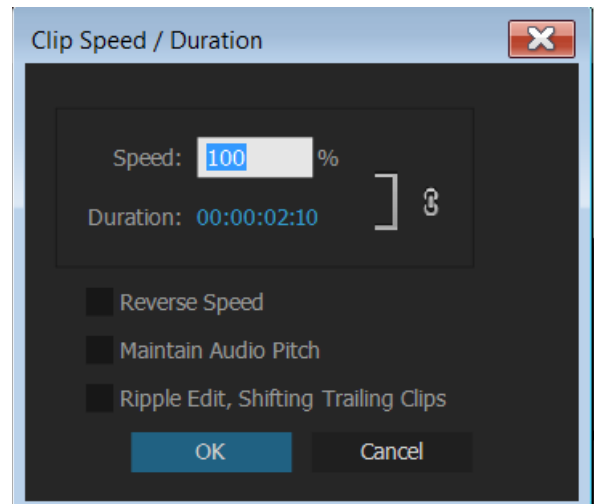 Clip Speed / Duration
Speed: 100 %
Duration: 00:00:02:10
Reverse Speed
Maintain Audio Pitch
Ripple Edit, Shifting Trailing Clips
OK Cancel